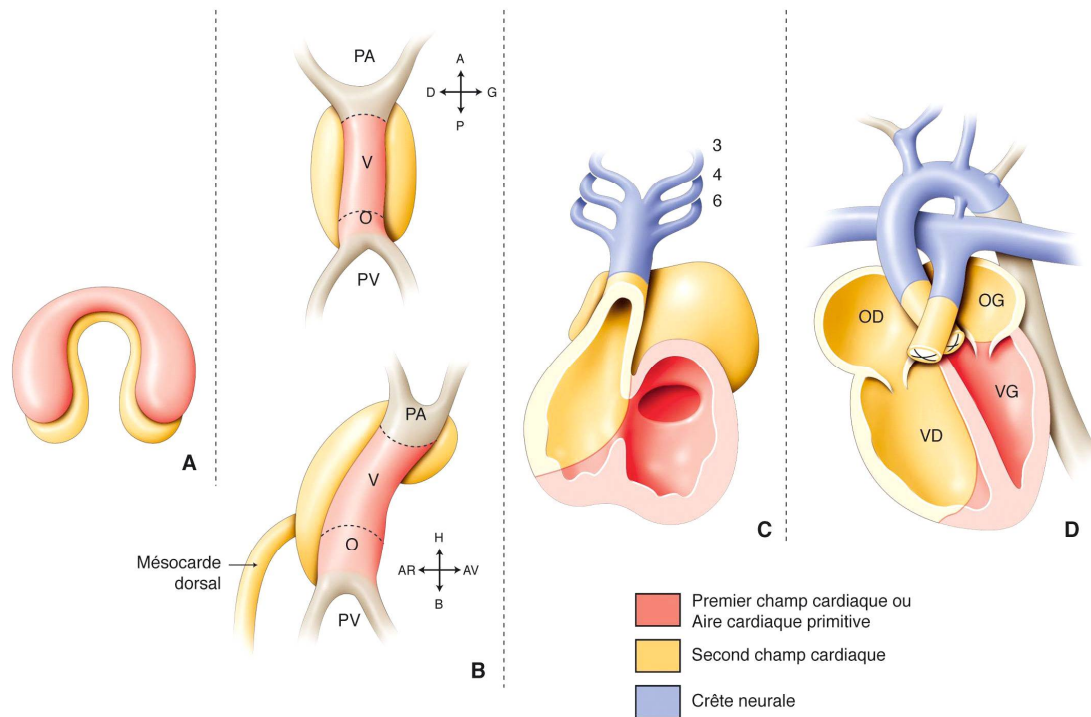 A
PA
A
D
G
P
V
O
PV
PA
V
O
H
AR
AV
B
Mésocarde
dorsal
PV
B
3
4
6
C
OD
OG
VG
VD
D
Premier champ cardiaque ou
Aire cardiaque primitive
Second champ cardiaque
Crête neurale